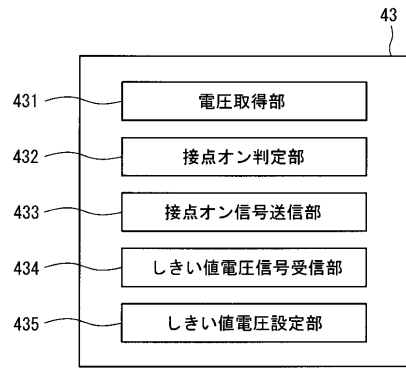 43
431 電圧取得部
432 接点オン判定部
433 接点オン信号送信部
434 しきい値電圧信号受信部
435 しきい値電圧設定部